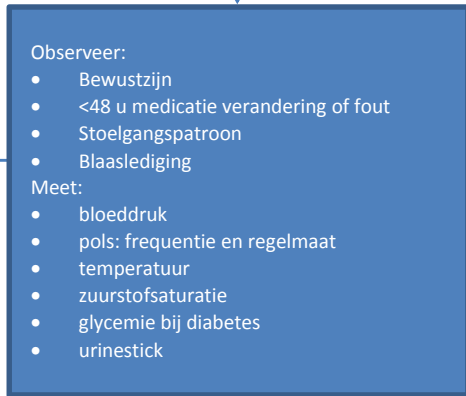 Observeer:
• Bewustzijn
• <48 u medicatie verandering of fout
• Stoelgangspatroon
• Blaaslediging
Meet:
• bloeddruk
• pols: frequentie en regelmaat
• temperatuur
• zuurstofsaturatie
• glycemie bij diabetes
• urinestick